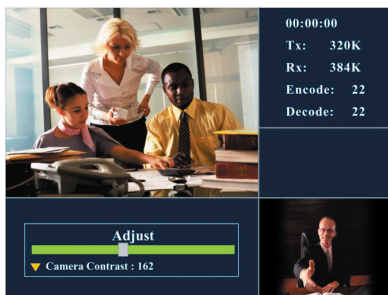 00:00:00
Tx: 320K
Rx: 384K
Encode: 22
Decode: 22
Adjust
Camera Contrast : 162